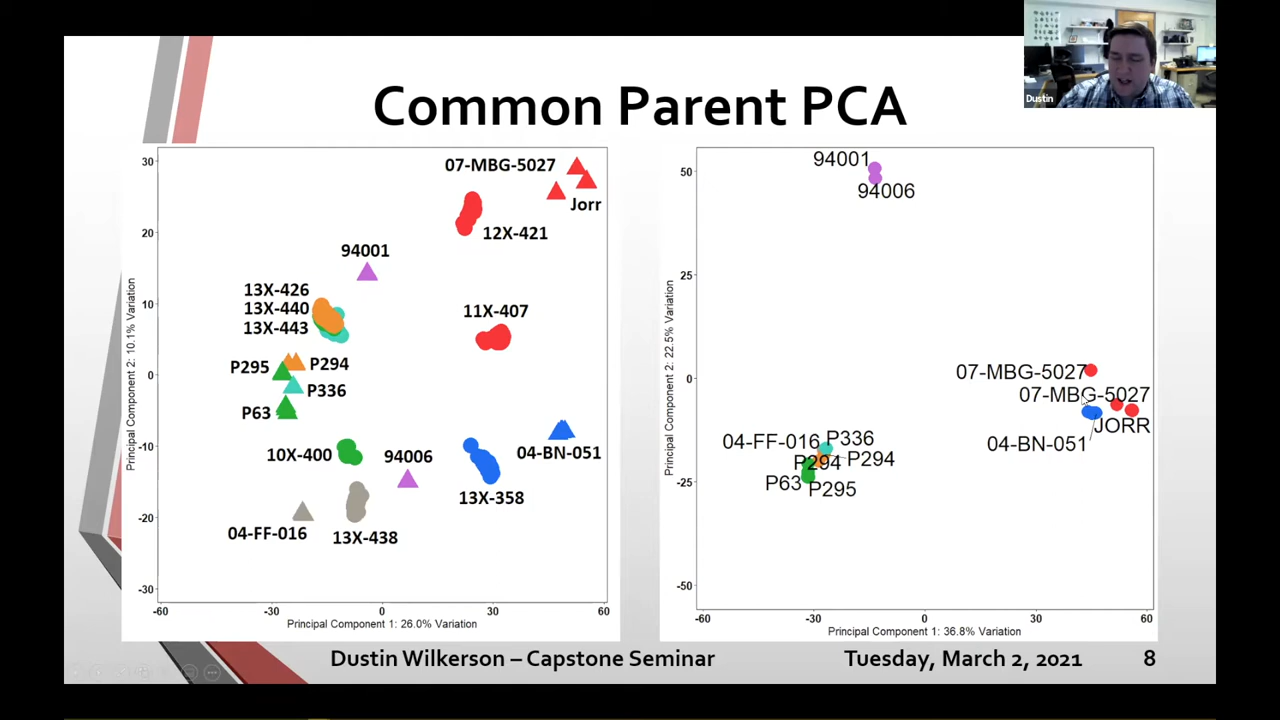 Dustin
Common Parent PCA
30
20
10
0
-10
-20
-30
-60
-30
0
30
60
Principal Component 2: 10.1% Variation
Principal Component 1: 26.0% Variation
07-MBG-5027
Jorr
12X-421
94001
13X-426
13X-440
13X-443
11X-407
P295
P294
P336
P63
10X-400
94006
04-BN-051
13X-358
04-FF-016
13X-438
50
25
0
-25
-50
-60
-30
0
30
60
Principal Component 2: 22.5% Variation
Principal Component 1: 36.8% Variation
94001
94006
07-MBG-5027
07-MBG-5027
JORR
04-BN-051
04-FF-016
P336
P294
P294
P63
P295
Dustin Wilkerson – Capstone Seminar
Tuesday, March 2, 2021
8